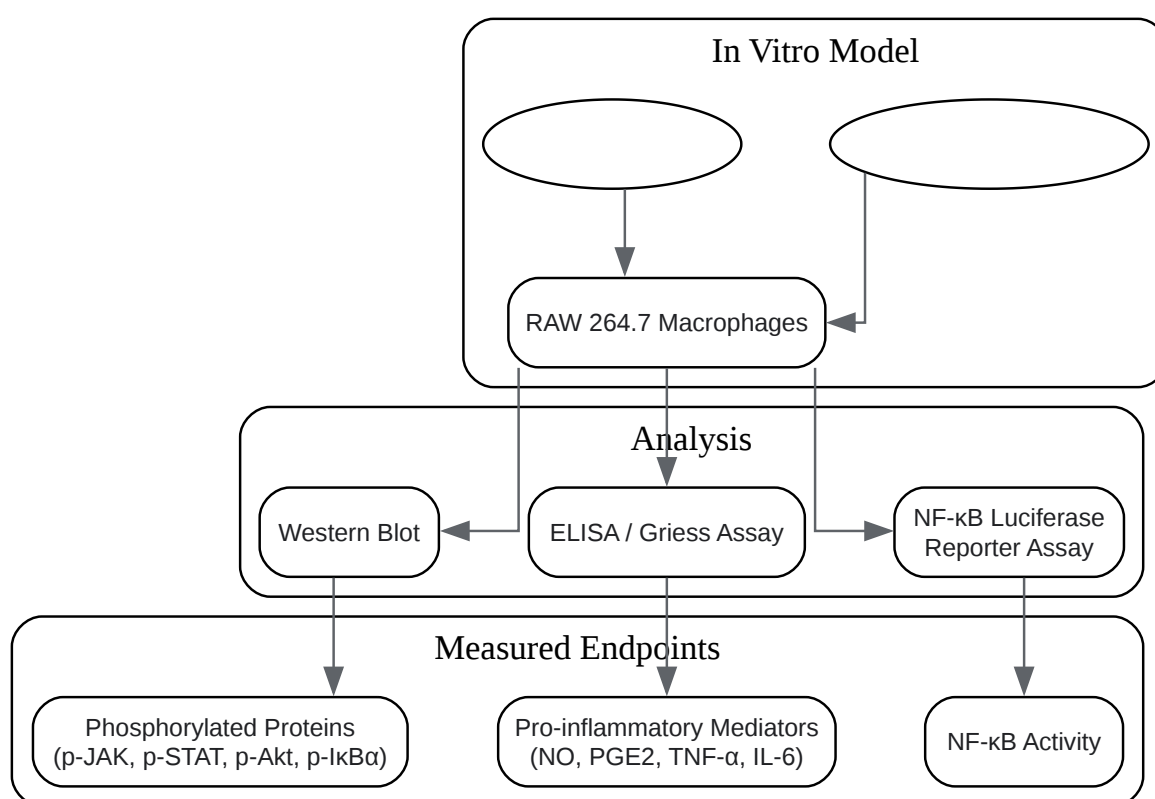 In Vitro Model
RAW 264.7 Macrophages
Analysis
Western Blot
ELISA / Griess Assay
NF-κB Luciferase
Reporter Assay
Measured Endpoints
Phosphorylated Proteins
(p-JAK, p-STAT, p-Akt, p-IκBα)
Pro-inflammatory Mediators
(NO, PGE2, TNF-α, IL-6)
NF-κB Activity